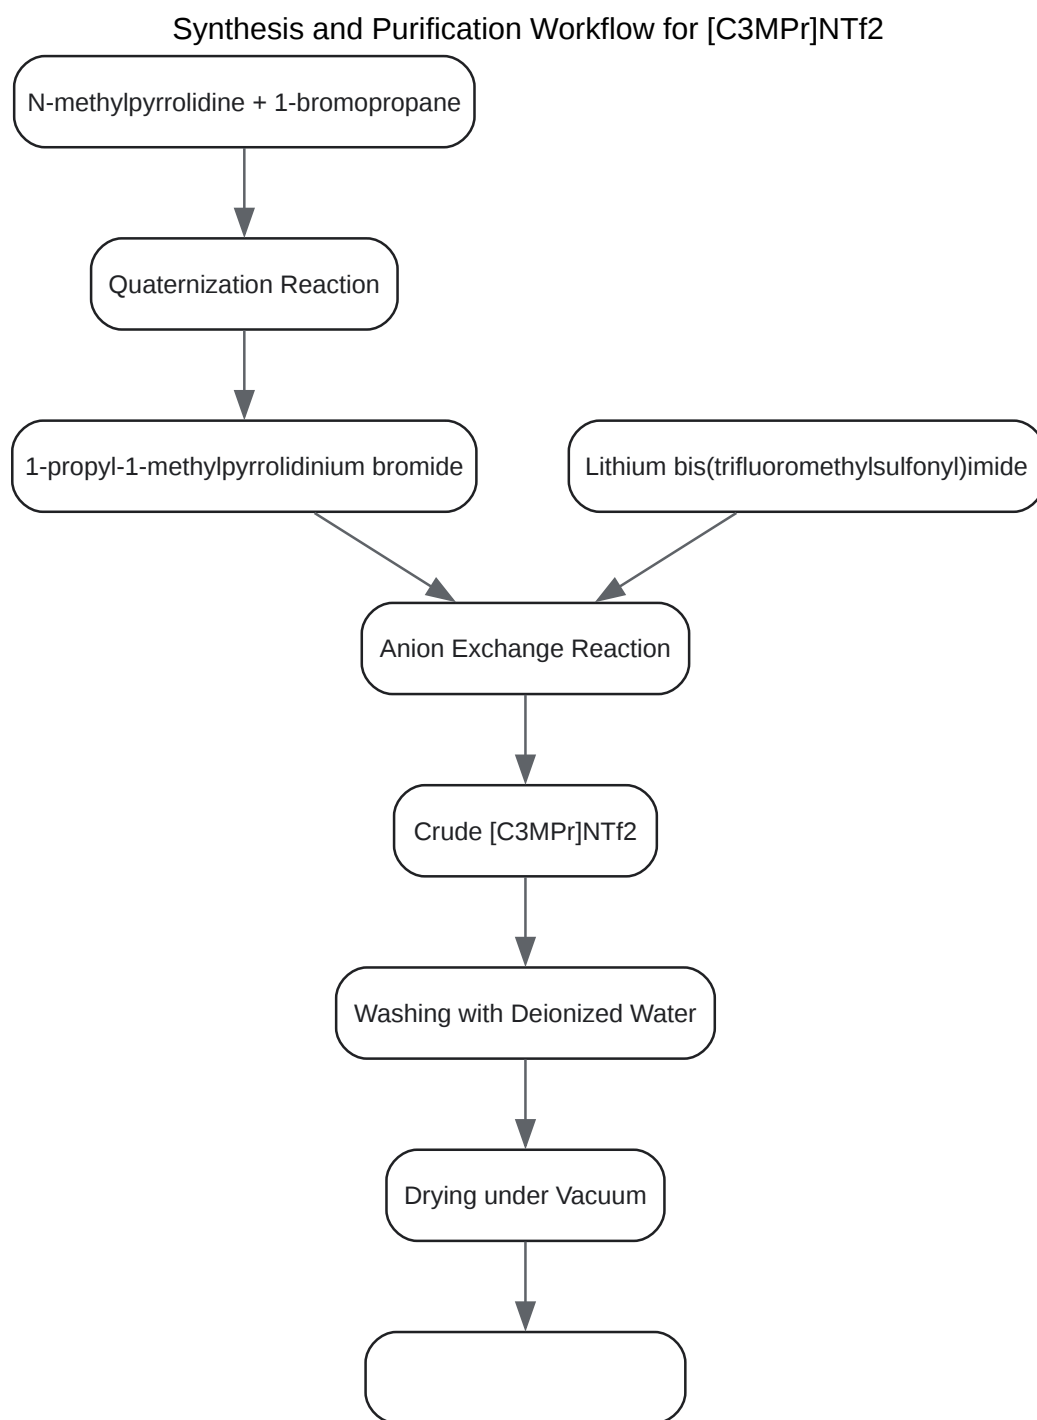 Synthesis and Purification Workflow for [C3MPr]NTf2
N-methylpyrrolidine + 1-bromopropane
Quaternization Reaction
1-propyl-1-methylpyrrolidinium bromide
Lithium bis(trifluoromethylsulfonyl)imide
Anion Exchange Reaction
Crude [C3MPr]NTf2
Washing with Deionized Water
Drying under Vacuum